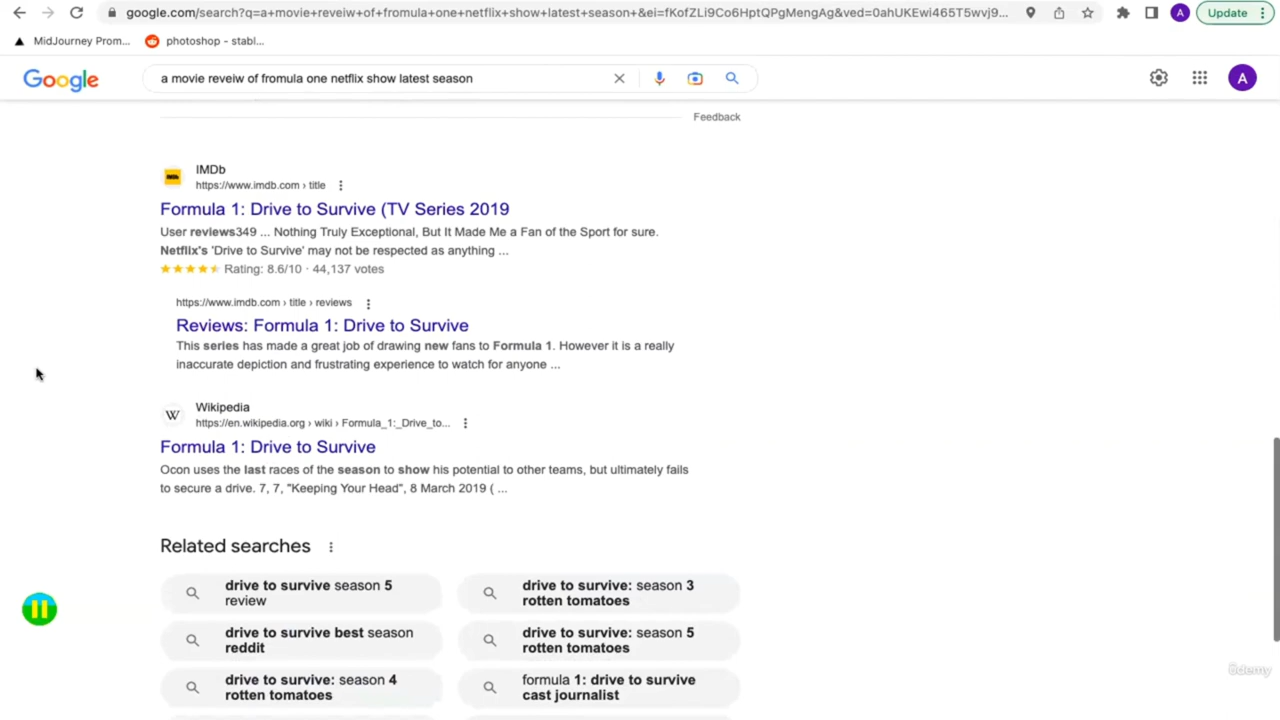 google.com/search?q=a+movie+reveiw+of+fromula+one+netflix+show+latest+season+&ei=fKofZLi9Co6HptQPgMengAg&ved=0ahUKEwi465T5wvj9...
A
Update
MidJourney Prom...
photoshop - stabl...
Google
a movie reveiw of fromula one netflix show latest season
A
Feedback
IMDb
https://www.imdb.com › title
Formula 1: Drive to Survive (TV Series 2019
User reviews349 ... Nothing Truly Exceptional, But It Made Me a Fan of the Sport for sure.
Netflix's 'Drive to Survive' may not be respected as anything ...
Rating: 8.6/10 · 44,137 votes
https://www.imdb.com › title › reviews
Reviews: Formula 1: Drive to Survive
This series has made a great job of drawing new fans to Formula 1. However it is a really
inaccurate depiction and frustrating experience to watch for anyone ...
W
Wikipedia
https://en.wikipedia.org › wiki › Formula_1:_Drive_to...
Formula 1: Drive to Survive
Ocon uses the last races of the season to show his potential to other teams, but ultimately fails
to secure a drive. 7, 7, "Keeping Your Head", 8 March 2019 ( ...
Related searches
drive to survive season 5
review
drive to survive: season 3
rotten tomatoes
drive to survive best season
reddit
drive to survive: season 5
rotten tomatoes
drive to survive: season 4
rotten tomatoes
formula 1: drive to survive
cast journalist
ûdemy